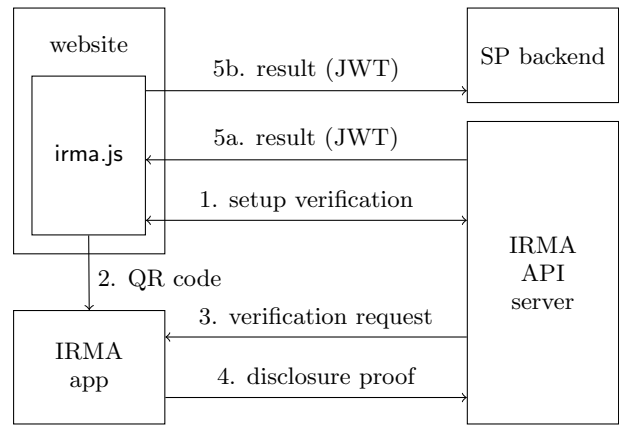 website
SP backend
5b. result (JWT)
irma.js
5a. result (JWT)
1. setup verification
IRMA
API
server
2. QR code
3. verification request
IRMA
app
4. disclosure proof